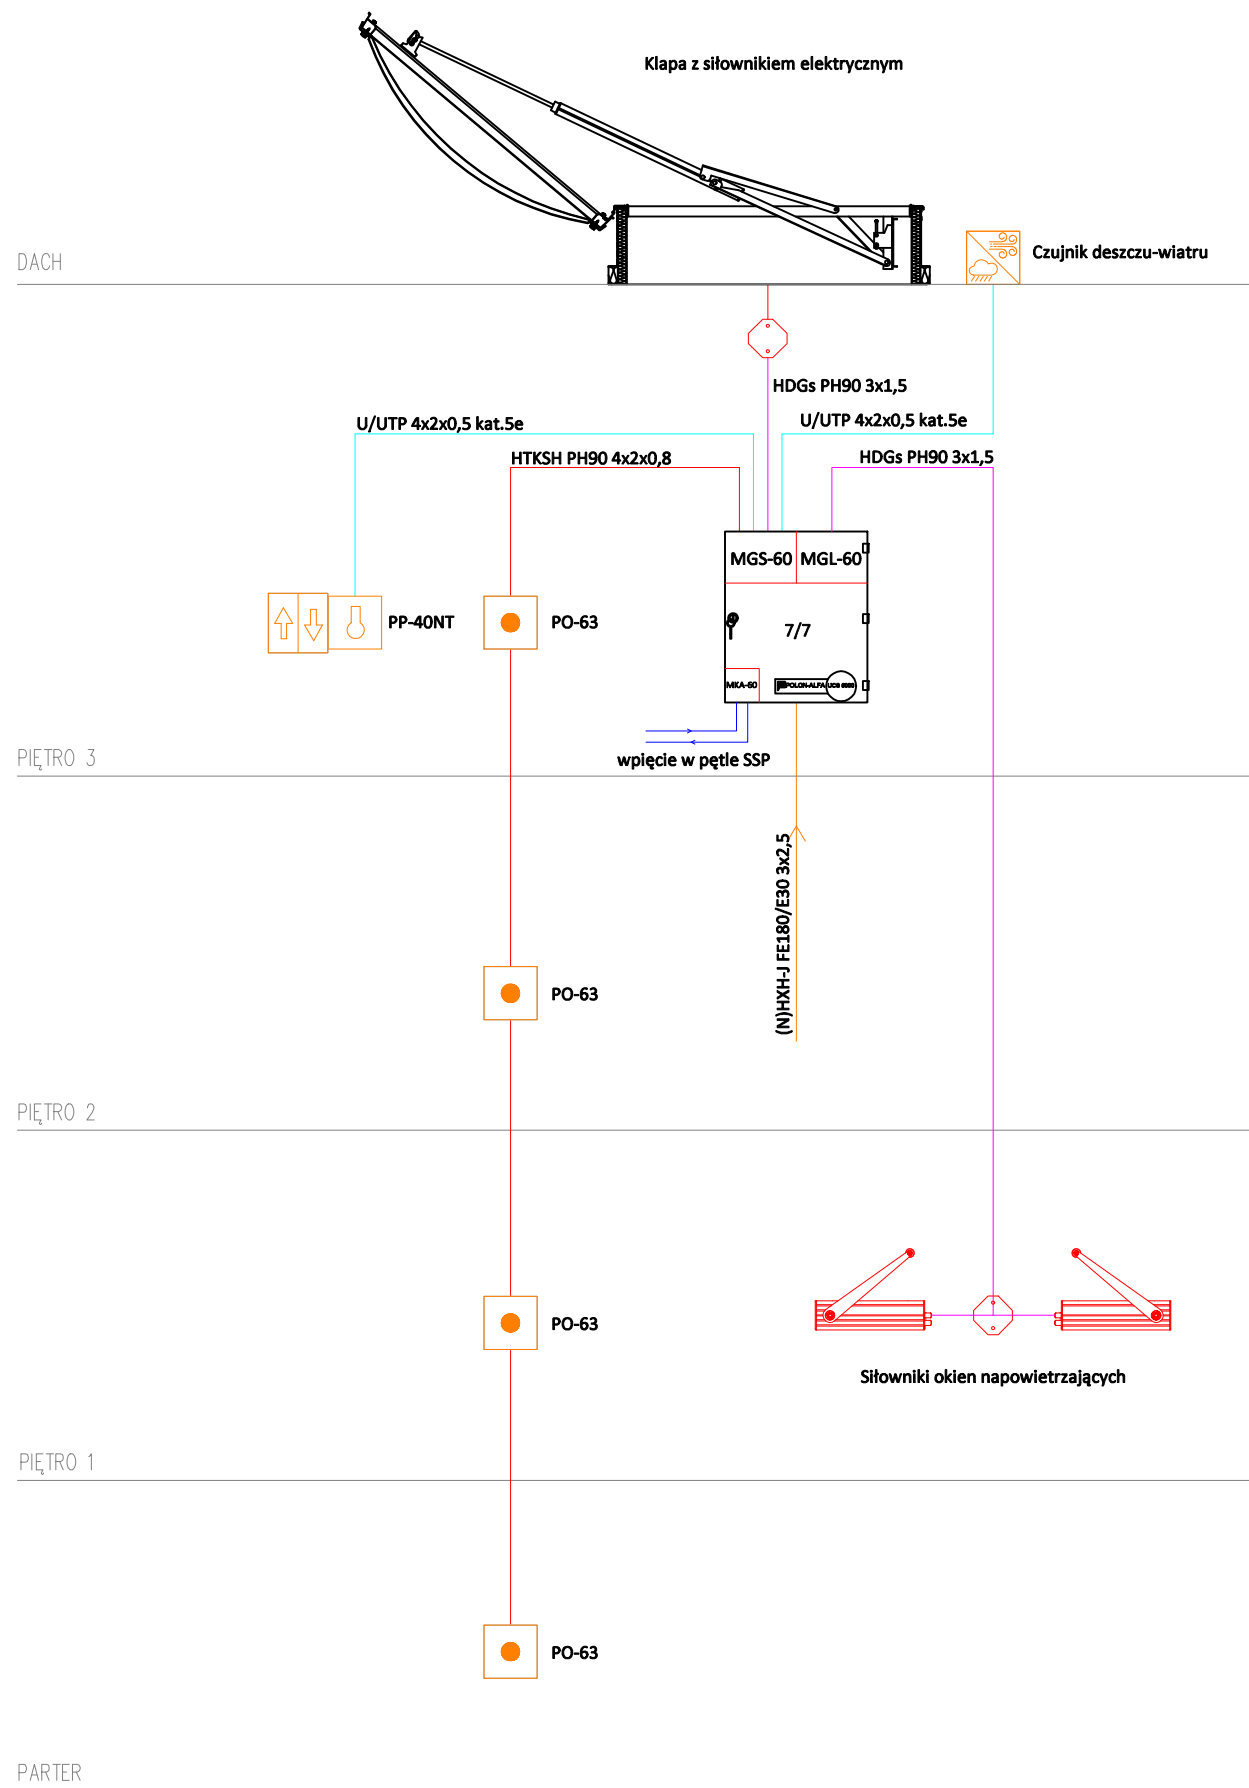 Klapa z siłownikiem elektrycznym
DACH
Czujnik deszczu-wiatru
HDGs PH90 3x1,5
U/UTP 4x2x0,5 kat.5e
U/UTP 4x2x0,5 kat.5e
HTKSH PH90 4x2x0,8
HDGs PH90 3x1,5
MGS-60
MGL-60
PP-40NT
PO-63
7/7
MKA-60
POLON-ALFA
UCS 6000
PIĘTRO 3
wpięcie w pętle SSP
(N)HXH-J FE180/E30 3x2,5
PO-63
PIĘTRO 2
PO-63
Siłowniki okien napowietrzających
PIĘTRO 1
PO-63
PARTER